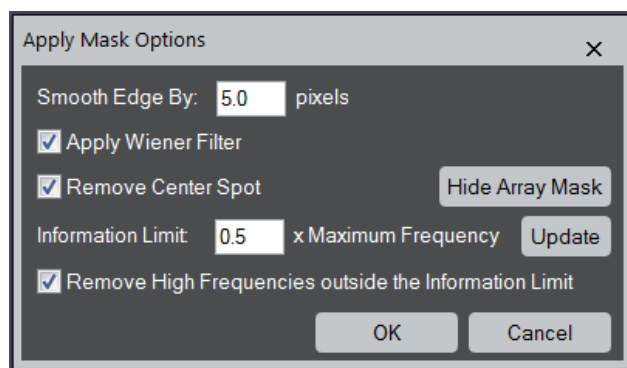 Apply Mask Options
Smooth Edge By: 5.0 pixels
Apply Wiener Filter
Remove Center Spot Hide Array Mask
Information Limit: 0.5 x Maximum Frequency Update
Remove High Frequencies outside the Information Limit
OK Cancel